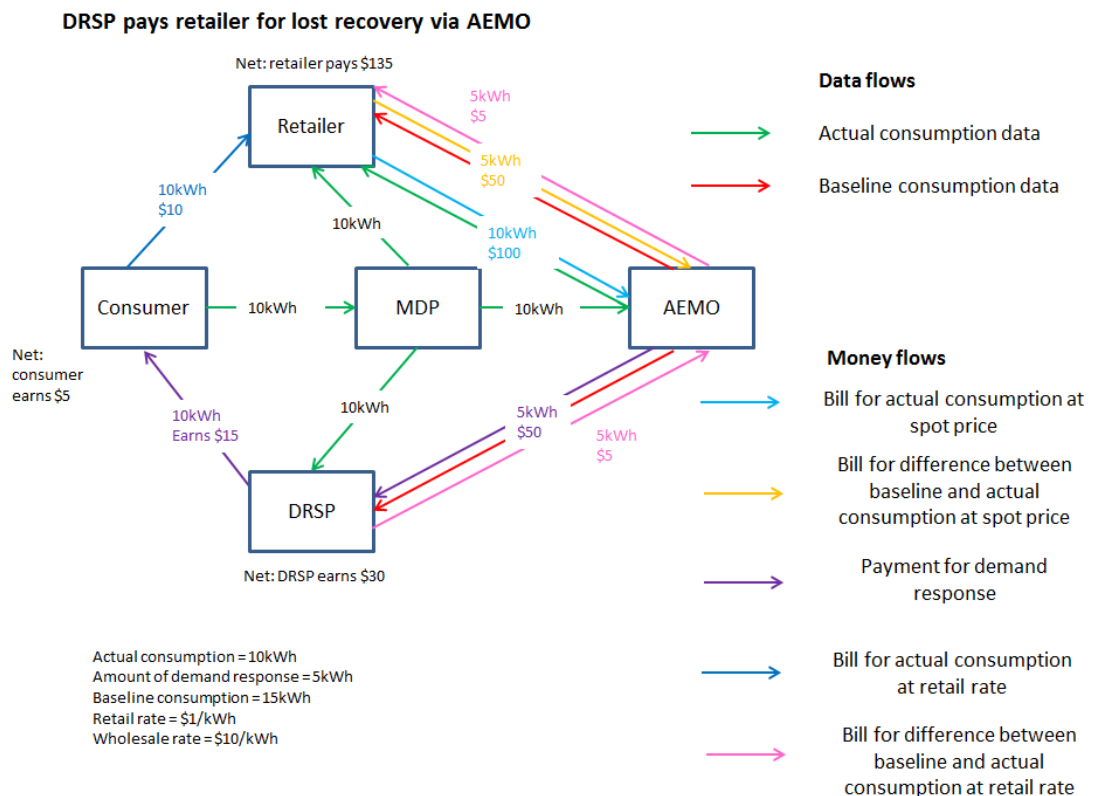 DRSP pays retailer for lost recovery via AEMO
Net: retailer pays $135
Retailer
5kWh
$5
5kWh
$50
10kWh
$10
10kWh
10kWh
$100
Consumer
10kWh
MDP
10kWh
AEMO
Net:
consumer
earns $5
10kWh
Earns $15
10kWh
5kWh
$50
5kWh
$5
DRSP
Net: DRSP earns $30
Actual consumption = 10kWh
Amount of demand response = 5kWh
Baseline consumption = 15kWh
Retail rate = $1/kWh
Wholesale rate = $10/kWh
Data flows
Actual consumption data
Baseline consumption data
Money flows
Bill for actual consumption at
spot price
Bill for difference between
baseline and actual
consumption at spot price
Payment for demand
response
Bill for actual consumption
at retail rate
Bill for difference between
baseline and actual
consumption at retail rate